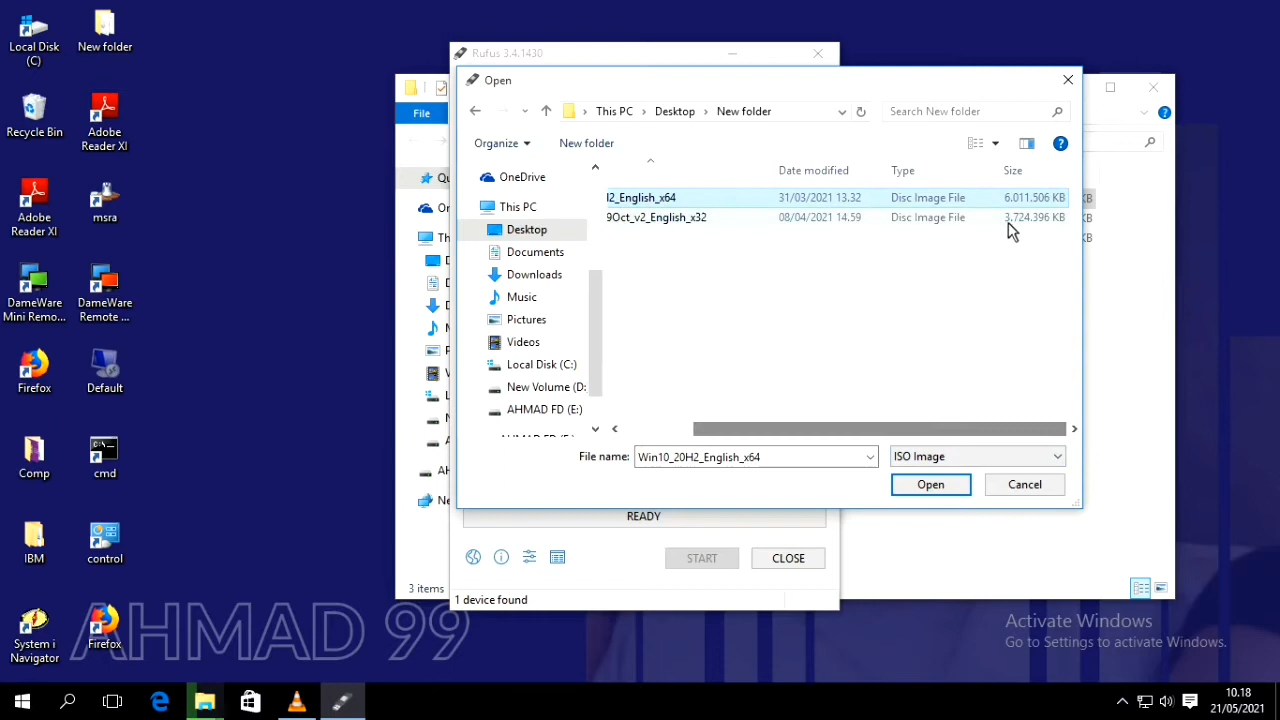 Local Disk
(C)
New folder
Recycle Bin
Adobe
Reader XI
Adobe
Reader XI
msra
DameWare
Mini Remo...
DameWare
Remote ...
Firefox
Default
Comp
cmd
IBM
control
System i
Navigator
Firefox
AHMAD 99
Rufus 3.4.1430
File
3 items
KB
KB
KB
Open
This PC
Desktop
New folder
Search New folder
Organize
New folder
Date modified
Type
Size
OneDrive
This PC
Desktop
Documents
Downloads
Music
Pictures
Videos
Local Disk (C:)
New Volume (D:
AHMAD FD (E:)
H2_English_x64 31/03/2021 13.32 Disc Image File 6.011.506 KB
9Oct_v2_English_x32 08/04/2021 14.59 Disc Image File 3.724.396 KB
File name: Win10_20H2_English_x64
ISO Image
Open
Cancel
READY
START
CLOSE
1 device found
Activate Windows
Go to Settings to activate Windows.
10.18
21/05/2021